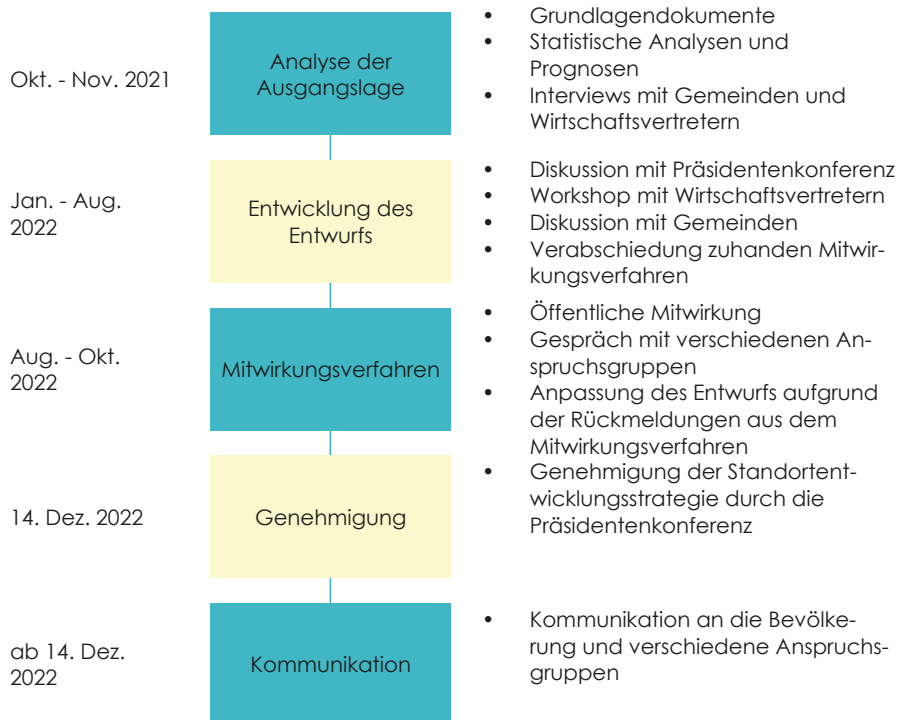 Okt. - Nov. 2021
Analyse der
Ausgangslage
• Grundlagendokumente
• Statistische Analysen und
Prognosen
• Interviews mit Gemeinden und
Wirtschaftsvertretern
Jan. - Aug.
2022
Entwicklung des
Entwurfs
• Diskussion mit Präsidentenkonferenz
• Workshop mit Wirtschaftsvertretern
• Diskussion mit Gemeinden
• Verabschiedung zuhanden Mitwir-
kungsverfahren
Aug. - Okt.
2022
Mitwirkungsverfahren
• Öffentliche Mitwirkung
• Gespräch mit verschiedenen An-
spruchsgruppen
• Anpassung des Entwurfs aufgrund
der Rückmeldungen aus dem
Mitwirkungsverfahren
14. Dez. 2022
Genehmigung
• Genehmigung der Standortent-
wicklungsstrategie durch die
Präsidentenkonferenz
ab 14. Dez.
2022
Kommunikation
• Kommunikation an die Bevölke-
rung und verschiedene Anspruchs-
gruppen